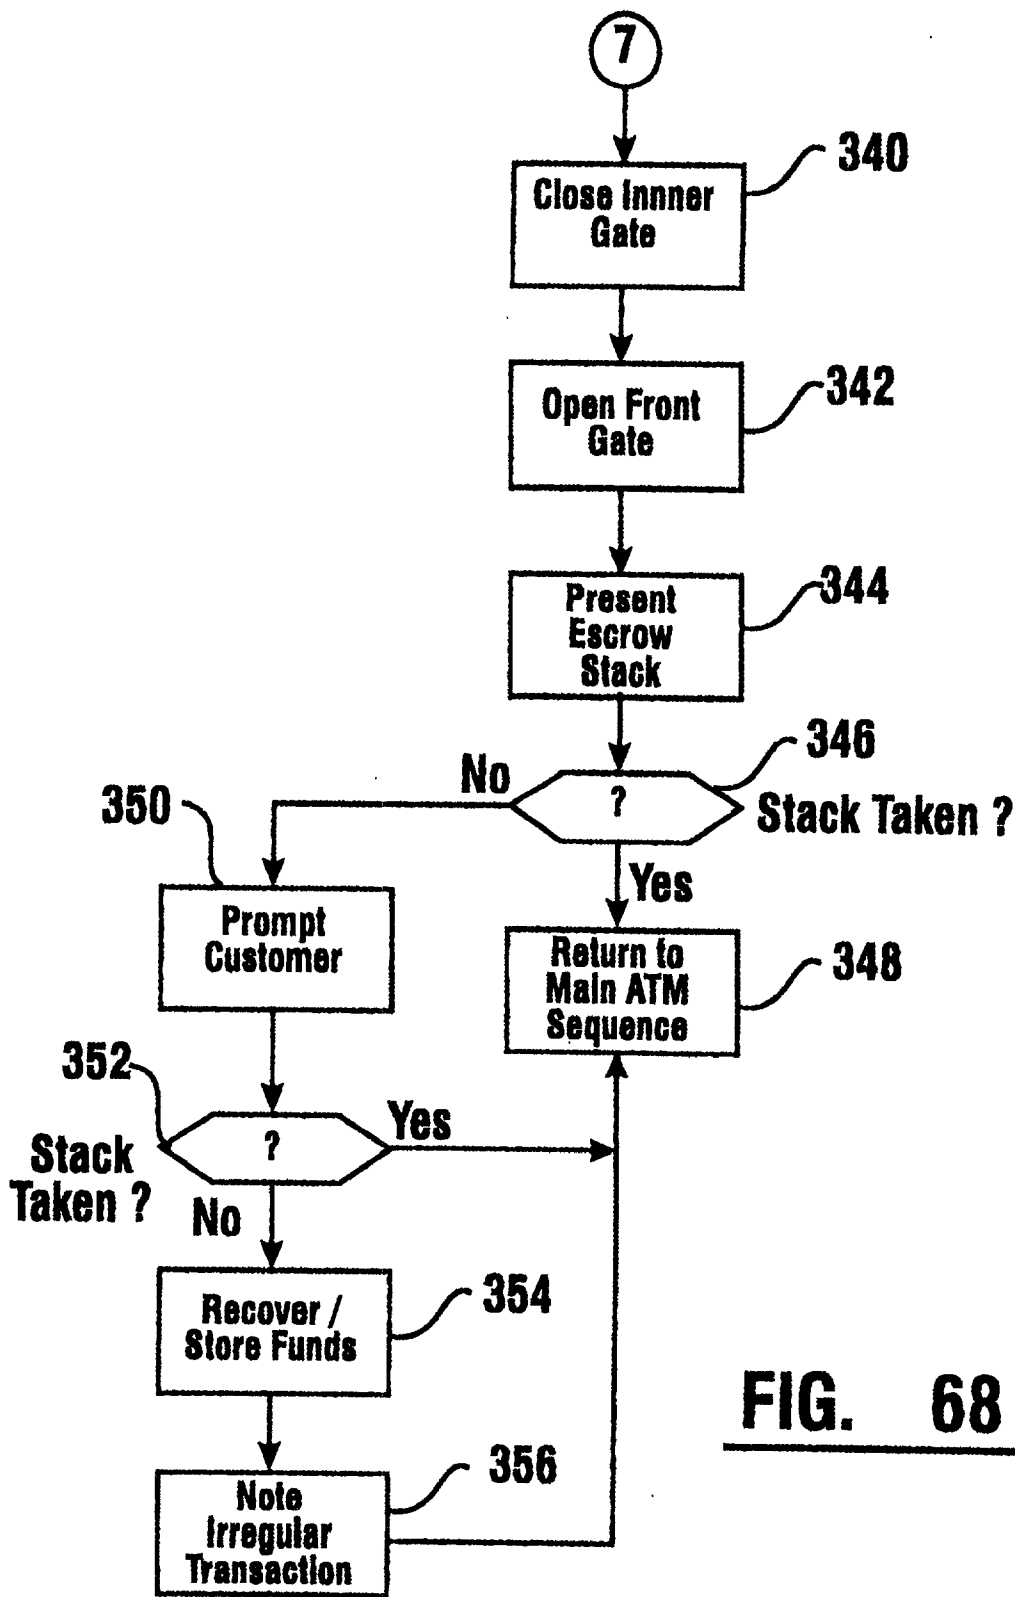 7
340
Close Innner
Gate
342
Open Front
Gate
344
Present
Escrow
Stack
346
No
?
Stack Taken ?
350
Yes
Prompt
Customer
Return to
Main ATM
Sequence
348
352
Yes
?
Stack
Taken ?
No
354
Recover /
Store Funds
FIG. 68
356
Note
Irregular
Transaction